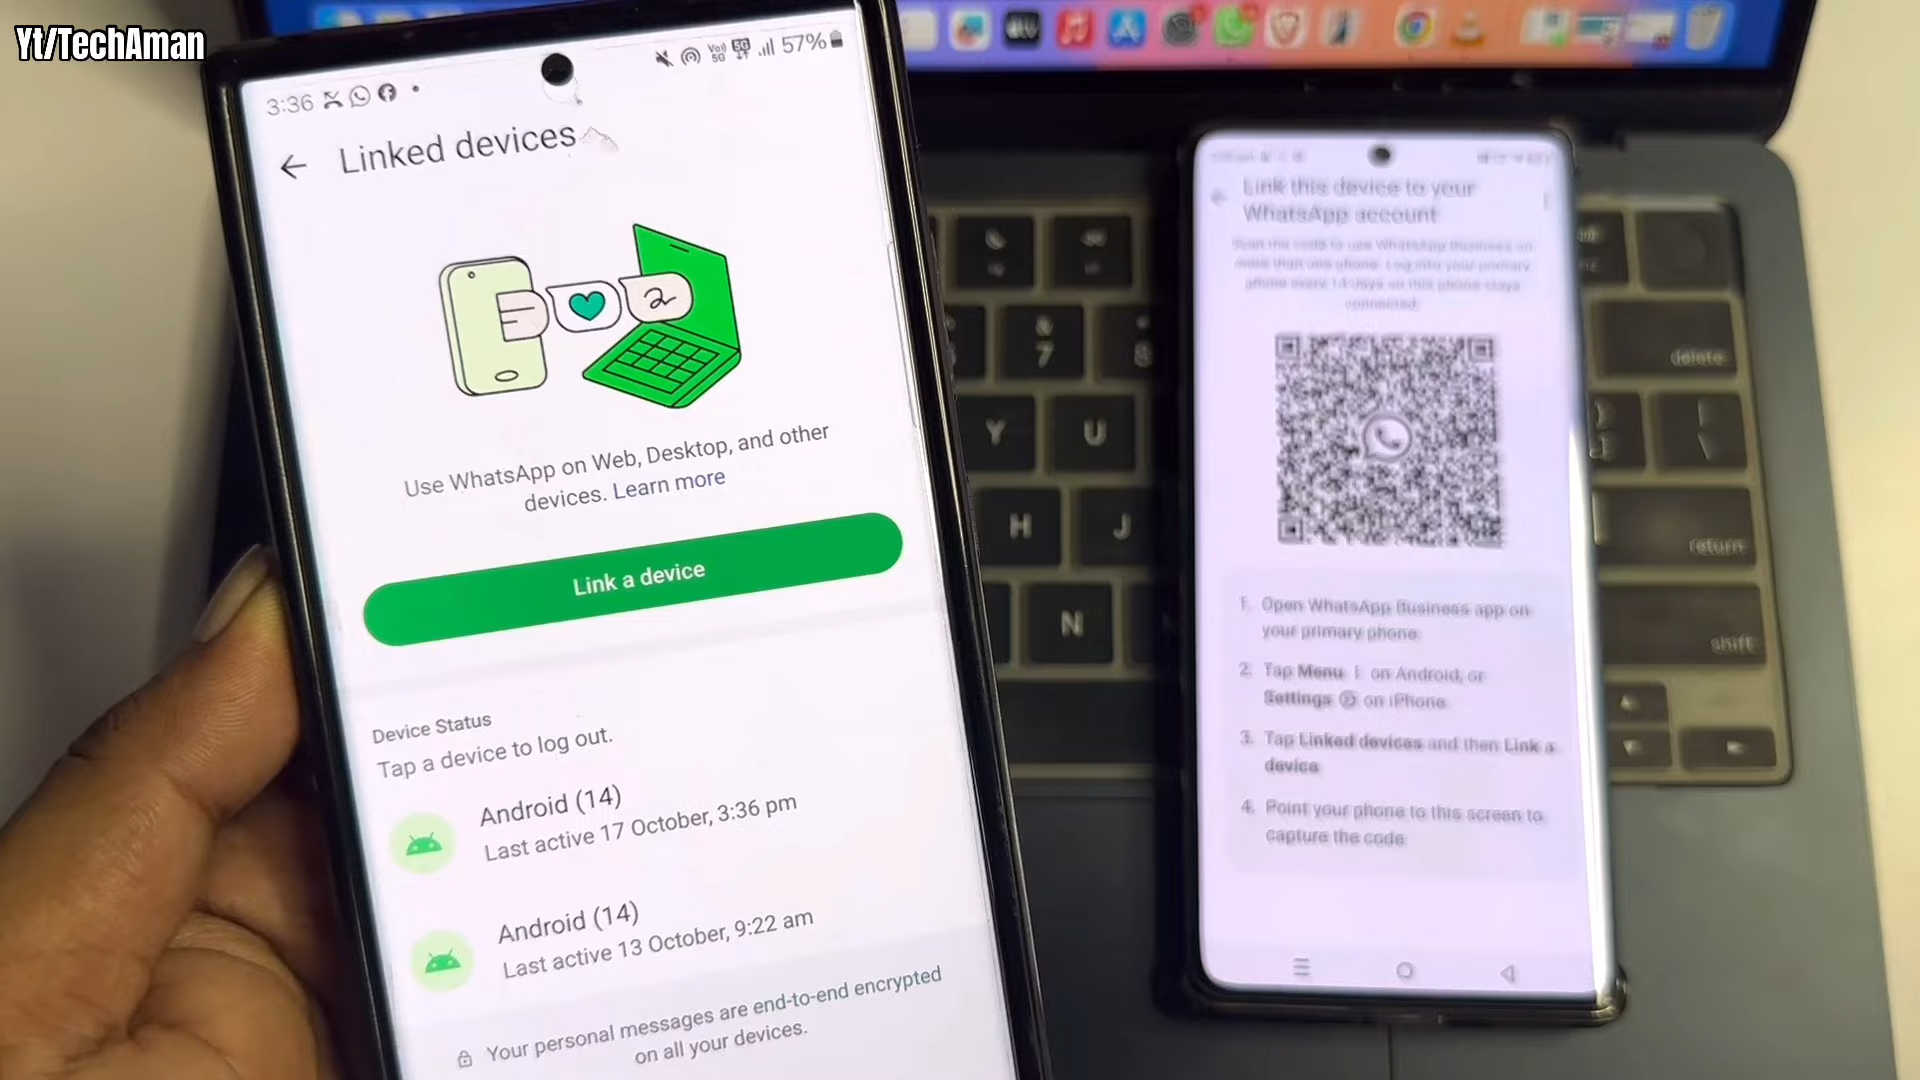 Yt/TechAman
3:36
57%
Linked devices
Use WhatsApp on Web, Desktop, and other
devices. Learn more
Link a device
Device Status
Tap a device to log out.
Android (14)
Last active 17 October, 3:36 pm
Android (14)
Last active 13 October, 9:22 am
Your personal messages are end-to-end encrypted
on all your devices.
Link this device to your
WhatsApp account
Scan the code to use WhatsApp Business on
more than one phone. Log into your primary
phone every 14 days so this phone stays
connected.
1. Open WhatsApp Business app on
your primary phone
2. Tap Menu on Android, or
Settings on iPhone
3. Tap Linked devices and then Link a
device
4. Point your phone to this screen to
capture the code
&
7
8
delete
Y
U
H
J
return
N
shift